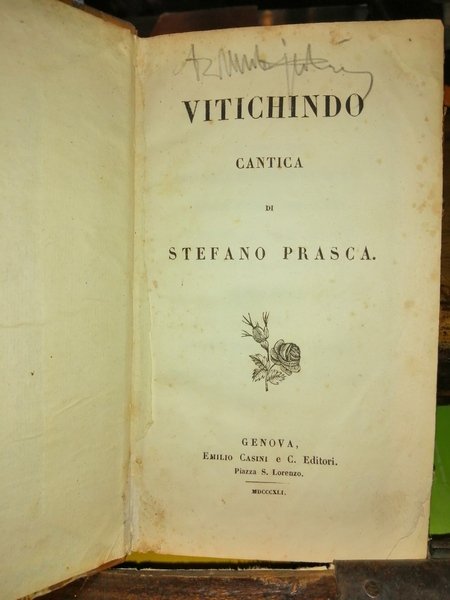 VITICHINDO
CANTICA
DI
STEFANO PRASCA.
GENOVA,
EMILIO CASINI e C. Editori.
Piazza S. Lorenzo.
MDCCCXLI.